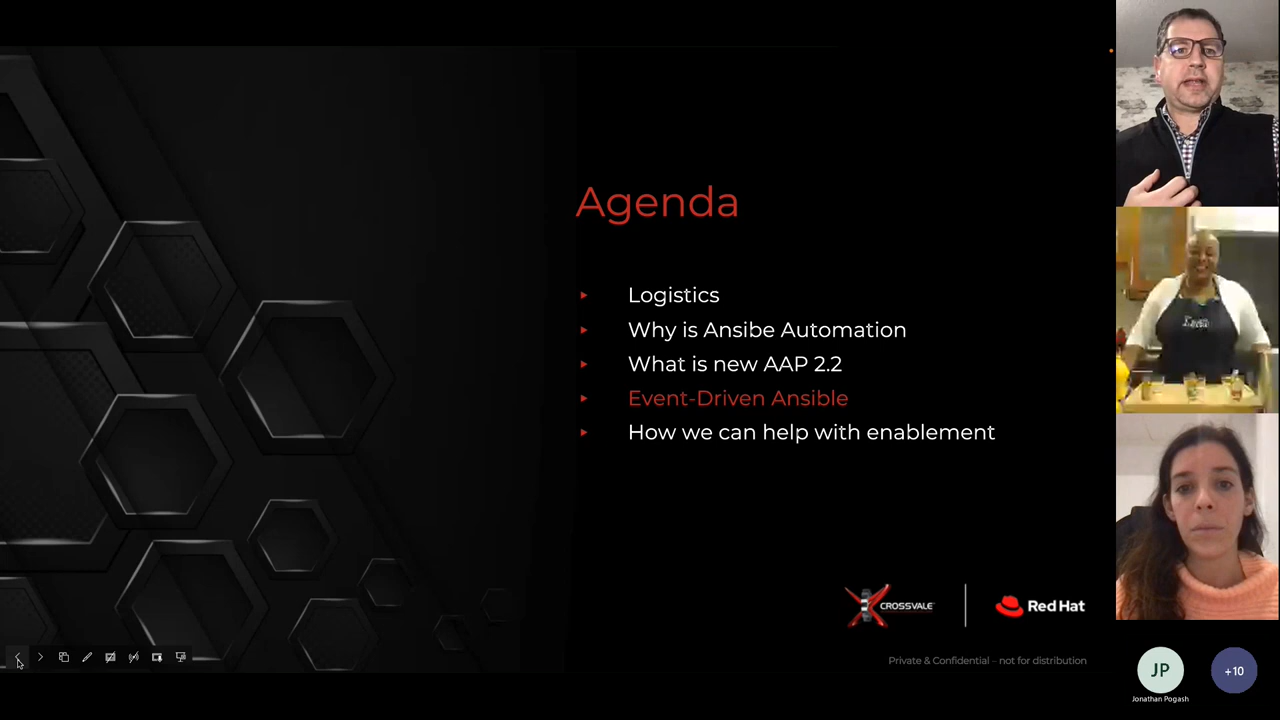 Agenda
Logistics
Why is Ansibe Automation
What is new AAP 2.2
Event-Driven Ansible
How we can help with enablement
CROSSVALE
Red Hat
Private & Confidential – not for distribution
JP
Jonathan Pogash
+10